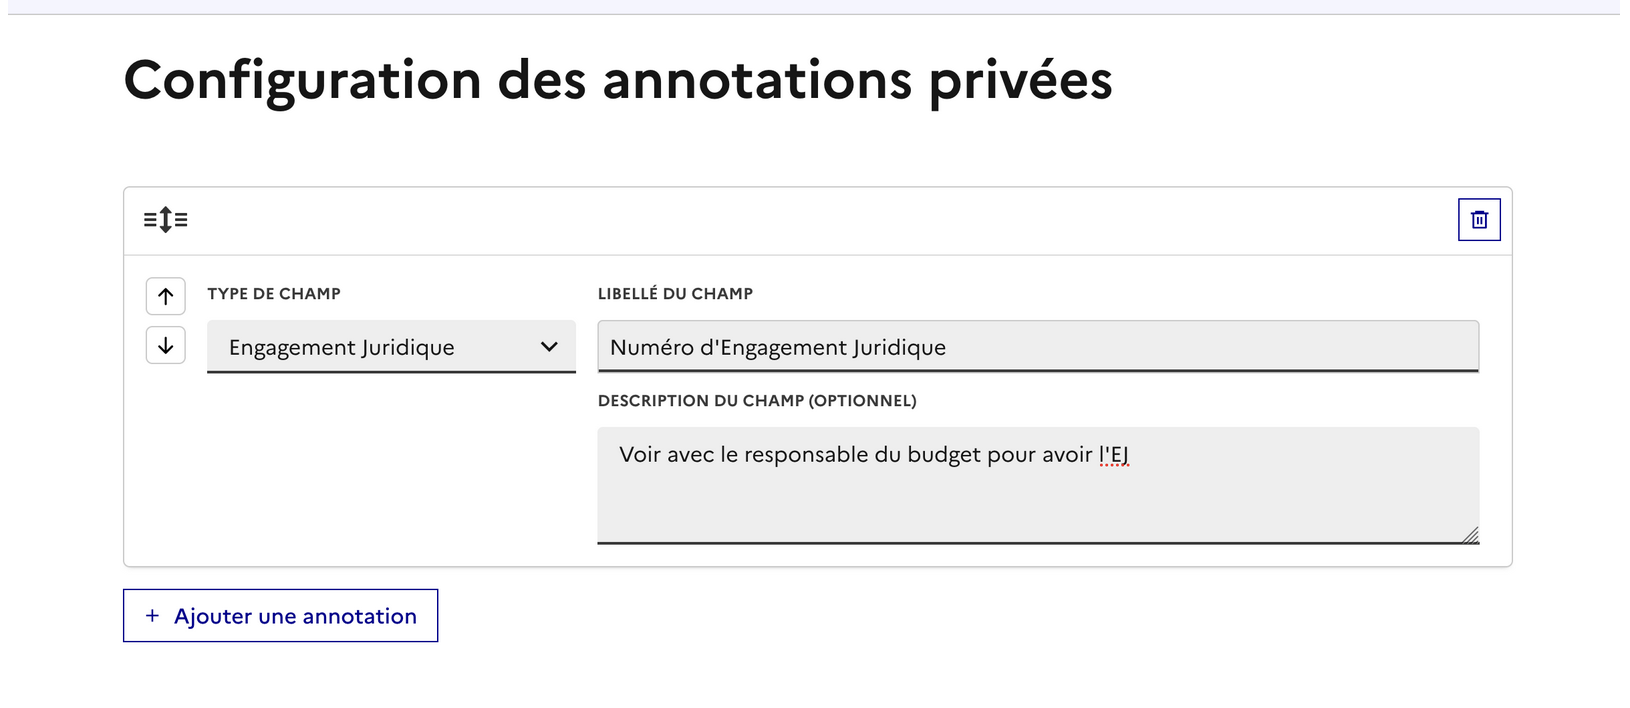 Configuration des annotations privées
TYPE DE CHAMP
Engagement Juridique
LIBELLÉ DU CHAMP
Numéro d'Engagement Juridique
DESCRIPTION DU CHAMP (OPTIONNEL)
Voir avec le responsable du budget pour avoir l'EJ
+ Ajouter une annotation